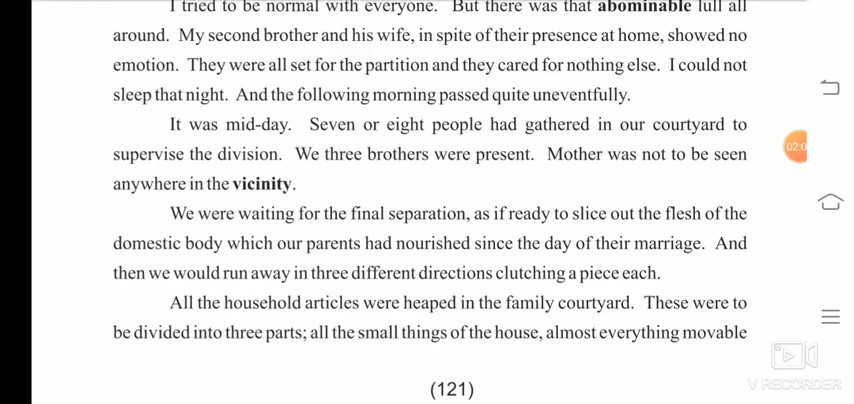 I tried to be normal with everyone. But there was that abominable lull all
around. My second brother and his wife, in spite of their presence at home, showed no
emotion. They were all set for the partition and they cared for nothing else. I could not
sleep that night. And the following morning passed quite uneventfully.
It was mid-day. Seven or eight people had gathered in our courtyard to
supervise the division. We three brothers were present. Mother was not to be seen
anywhere in the vicinity.
We were waiting for the final separation, as if ready to slice out the flesh of the
domestic body which our parents had nourished since the day of their marriage. And
then we would run away in three different directions clutching a piece each.
All the household articles were heaped in the family courtyard. These were to
be divided into three parts; all the small things of the house, almost everything movable
(121)
02:0
V RECORDER